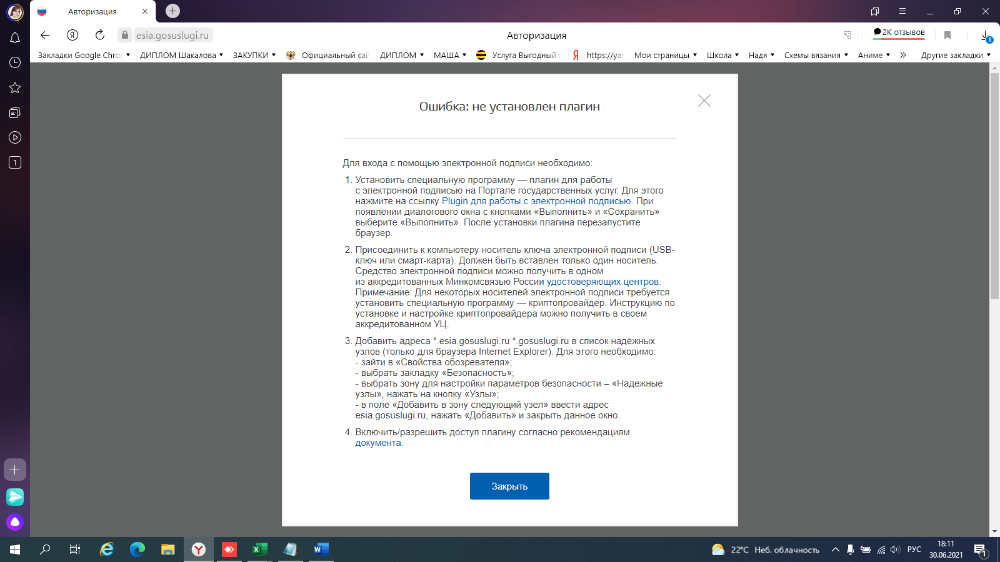 Авторизация
esia.gosuslugi.ru
Авторизация
2К отзывов
1
Закладки Google Chro
ДИПЛОМ Шакалова
ЗАКУПКИ
Официальный сай
ДИПЛОМ
МАША
Услуга Выгодный
https://yan
Мои страницы
Школа
Надя
Схемы вязания
Аниме
Другие закладки
1
Ошибка: не установлен плагин
Для входа с помощью электронной подписи необходимо:
1. Установить специальную программу — плагин для работы
с электронной подписью на Портале государственных услуг. Для этого
нажмите на ссылку Plugin для работы с электронной подписью. При
появлении диалогового окна с кнопками «Выполнить» и «Сохранить»
выберите «Выполнить». После установки плагина перезапустите
браузер.
2. Присоединить к компьютеру носитель ключа электронной подписи (USB-
ключ или смарт-карта). Должен быть вставлен только один носитель.
Средство электронной подписи можно получить в одном
из аккредитованных Минкомсвязью России удостоверяющих центров.
Примечание: Для некоторых носителей электронной подписи требуется
установить специальную программу — криптопровайдер. Инструкцию по
установке и настройке криптопровайдера можно получить в своем
аккредитованном УЦ.
3. Добавить адреса *.esia.gosuslugi.ru *.gosuslugi.ru в список надёжных
узлов (только для браузера Internet Explorer). Для этого необходимо:
- зайти в «Свойства обозревателя»;
- выбрать закладку «Безопасность»;
- выбрать зону для настройки параметров безопасности – «Надежные
узлы», нажать на кнопку «Узлы»;
- в поле «Добавить в зону следующий узел» ввести адрес
esia.gosuslugi.ru, нажать «Добавить» и закрыть данное окно.
4. Включить/разрешить доступ плагину согласно рекомендациям
документа.
Закрыть
22°C Неб. облачность
РУС
18:11
30.06.2021
1